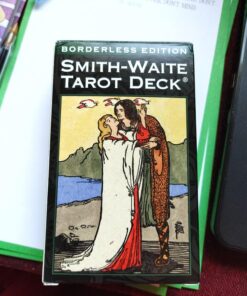 BORDERLESS EDITION
SMITH-WAITE
TAROT DECK®